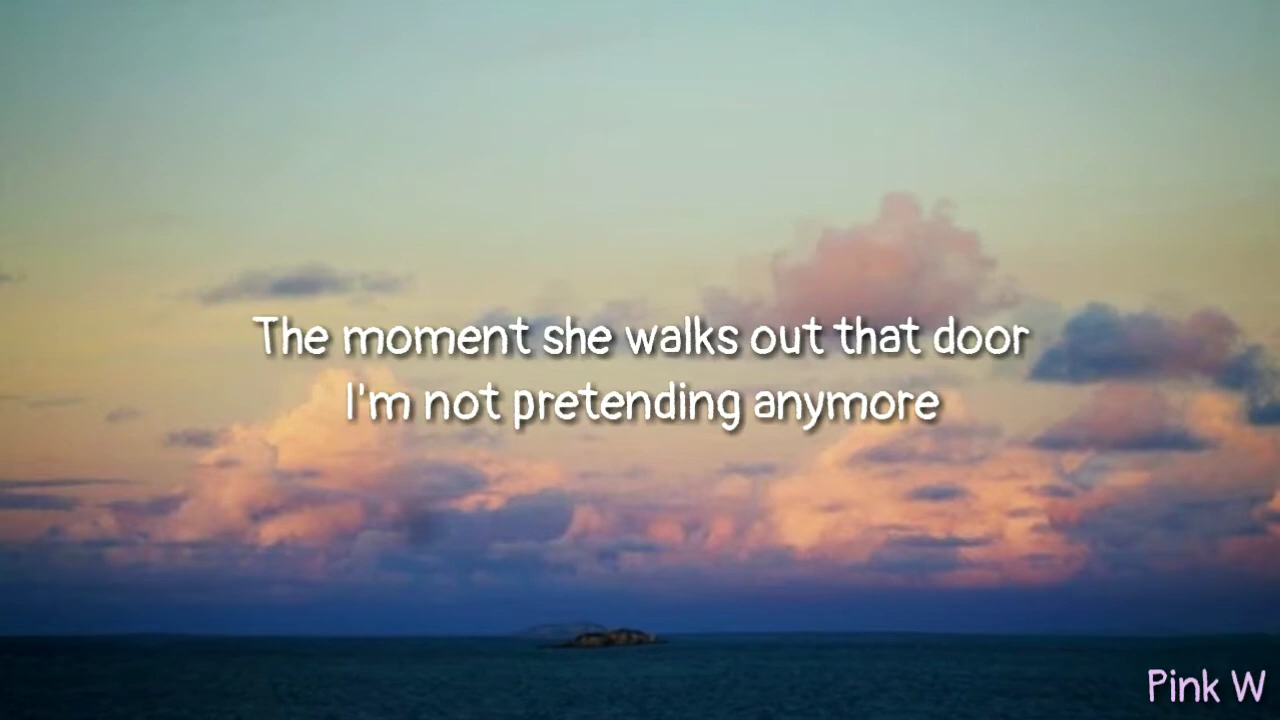 The moment she walks out that door
I'm not pretending anymore
Pink W